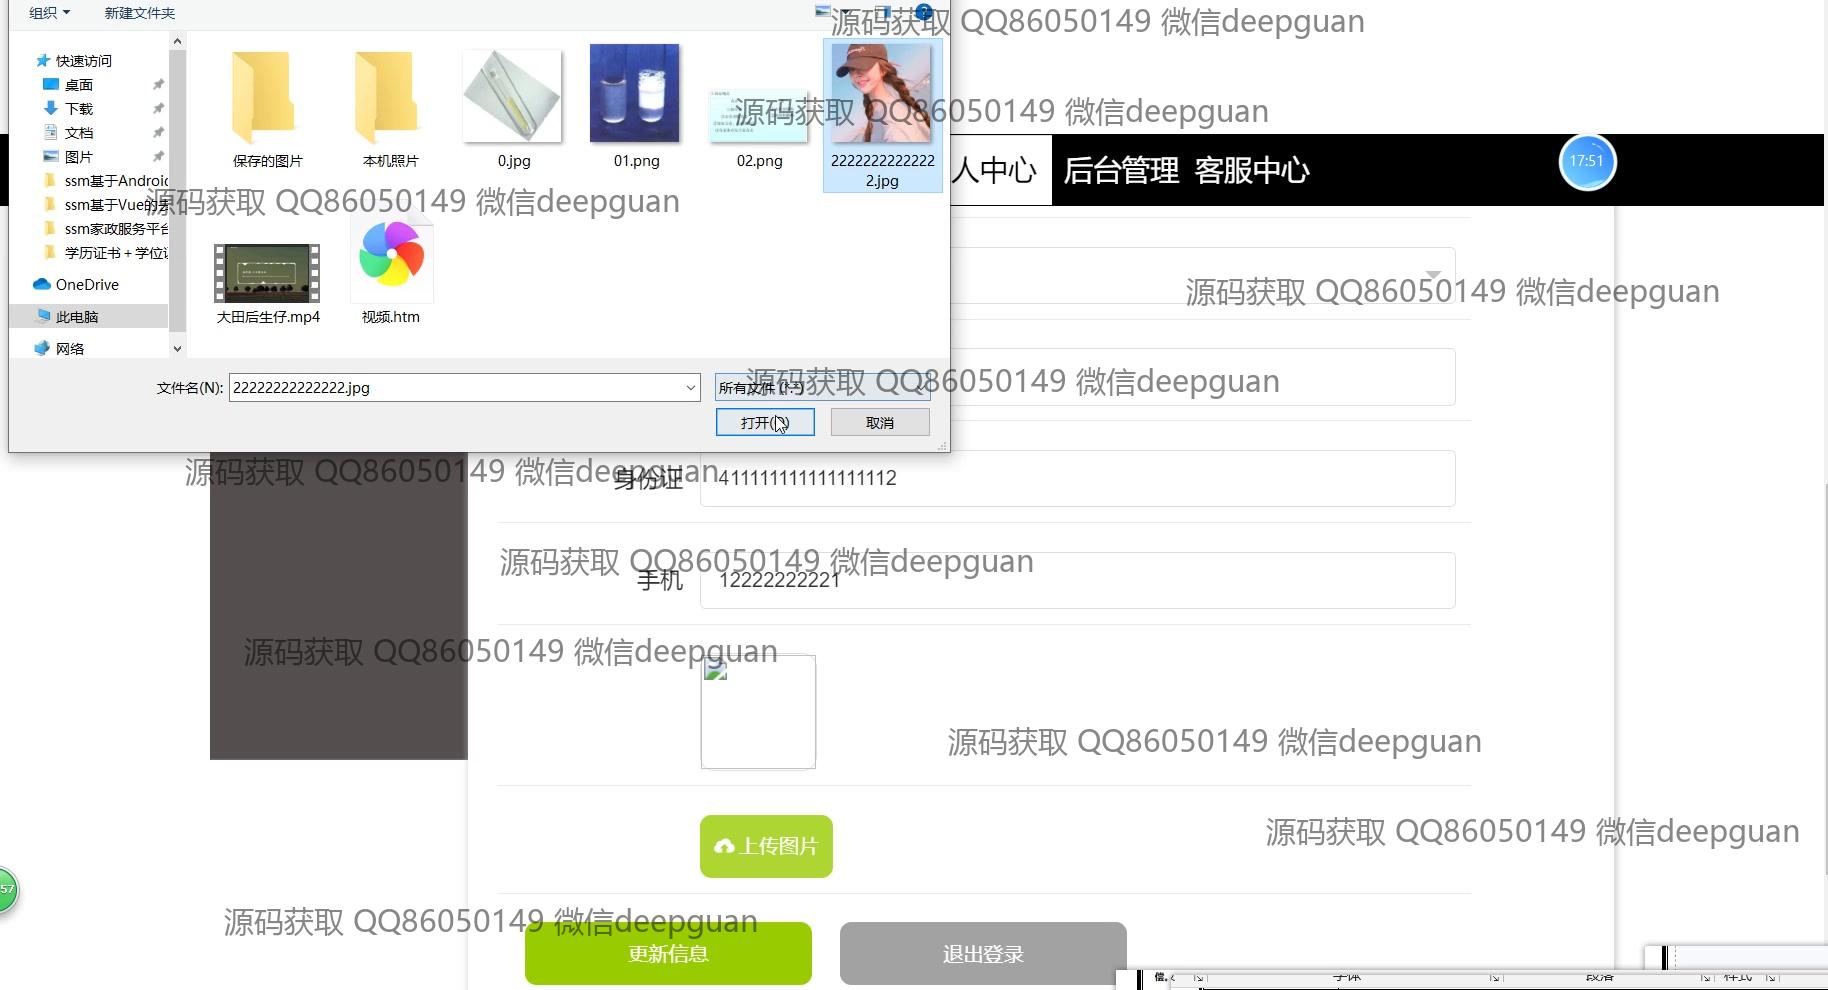 组织 新建文件夹
源码获取 QQ86050149 微信deepguan
快速访问
桌面
下载
文档
图片
ssm基于Android
ssm基于Vue的
ssm家政服务平台
学历证书+学位
OneDrive
此电脑
网络
保存的图片
本机照片
0.jpg
01.png
02.png
22222222222222.jpg
源码获取 QQ86050149 微信deepguan
人中心 后台管理 客服中心
17:51
源码获取 QQ86050149 微信deepguan
大田后生仔.mp4
视频.htm
源码获取 QQ86050149 微信deepguan
文件名(N): 22222222222222.jpg
所有文件 (*.*)
源码获取 QQ86050149 微信deepguan
打开(O) 取消
源码获取 QQ86050149 微信deepguan
身份证 411111111111111112
源码获取 QQ86050149 微信deepguan
手机 12222222221
源码获取 QQ86050149 微信deepguan
源码获取 QQ86050149 微信deepguan
上传图片
源码获取 QQ86050149 微信deepguan
57
源码获取 QQ86050149 微信deepguan
更新信息 退出登录
字体 段落 样式